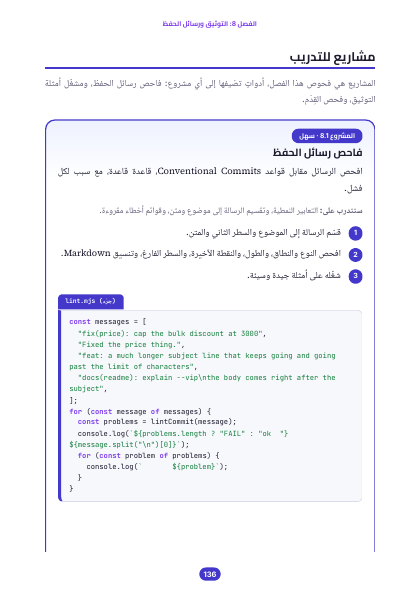 الفصل 8: التوثيق ورسائل الحفظ
مشاريع للتدريب
المشاريع هي فحوص هذا الفصل، أدواتٍ تضيفها إلى أي مشروع: فاحص رسائل الحفظ، ومشغّل أمثلة
التوثيق، وفحص القِدَم.
المشروع 8.1 · سهل
فاحص رسائل الحفظ
افحص الرسائل مقابل قواعد Conventional Commits، قاعدة قاعدة، مع سبب لكل
فشل.
ستتدرب على: التعابير النمطية، وتقسيم الرسالة إلى موضوع ومتن، وقوائم أخطاء مقروءة.
1 قسّم الرسالة إلى الموضوع والسطر الثاني والمتن.
2 افحص النوع والنطاق، والطول، والنقطة الأخيرة، والسطر الفارغ، وتنسيق Markdown.
3 شغّله على أمثلة جيدة وسيئة.
lint.mjs (جزء)
const messages = [
"fix(price): cap the bulk discount at 3000",
"Fixed the price thing.",
"feat: a much longer subject line that keeps going and going
past the limit of characters",
"docs(readme): explain --vip\nthe body comes right after the
subject",
];
for (const message of messages) {
const problems = lintCommit(message);
console.log(`${problems.length ? "FAIL" : "ok  "}
${message.split("\n")[0]}`);
for (const problem of problems) {
console.log(`       ${problem}`);
}
}
136